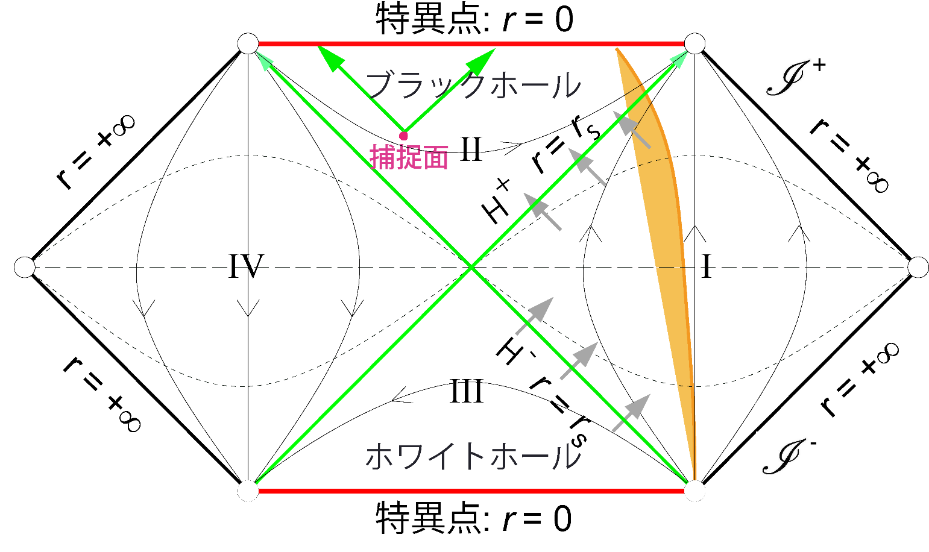 特異点: r = 0
ℐ⁺
ブラックホール
r = +∞
r = +∞
捕捉面
II
H⁺ r = rₛ
IV
I
H⁻ r = rₛ
r = +∞
r = +∞
III
ホワイトホール
ℐ⁻
特異点: r = 0